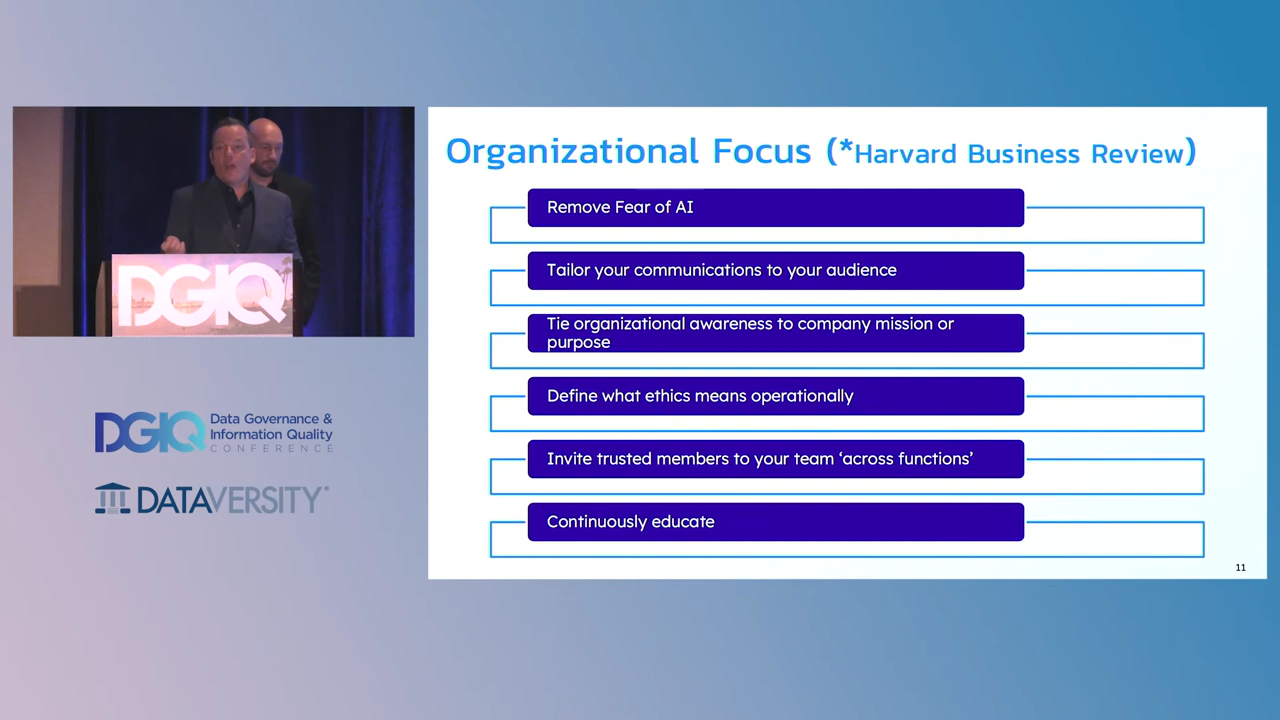 DGIQ
DGIQ
Data Governance &
Information Quality
CONFERENCE
DATAVERSITY
Organizational Focus (*Harvard Business Review)
Remove Fear of AI
Tailor your communications to your audience
Tie organizational awareness to company mission or
purpose
Define what ethics means operationally
Invite trusted members to your team ‘across functions’
Continuously educate
11